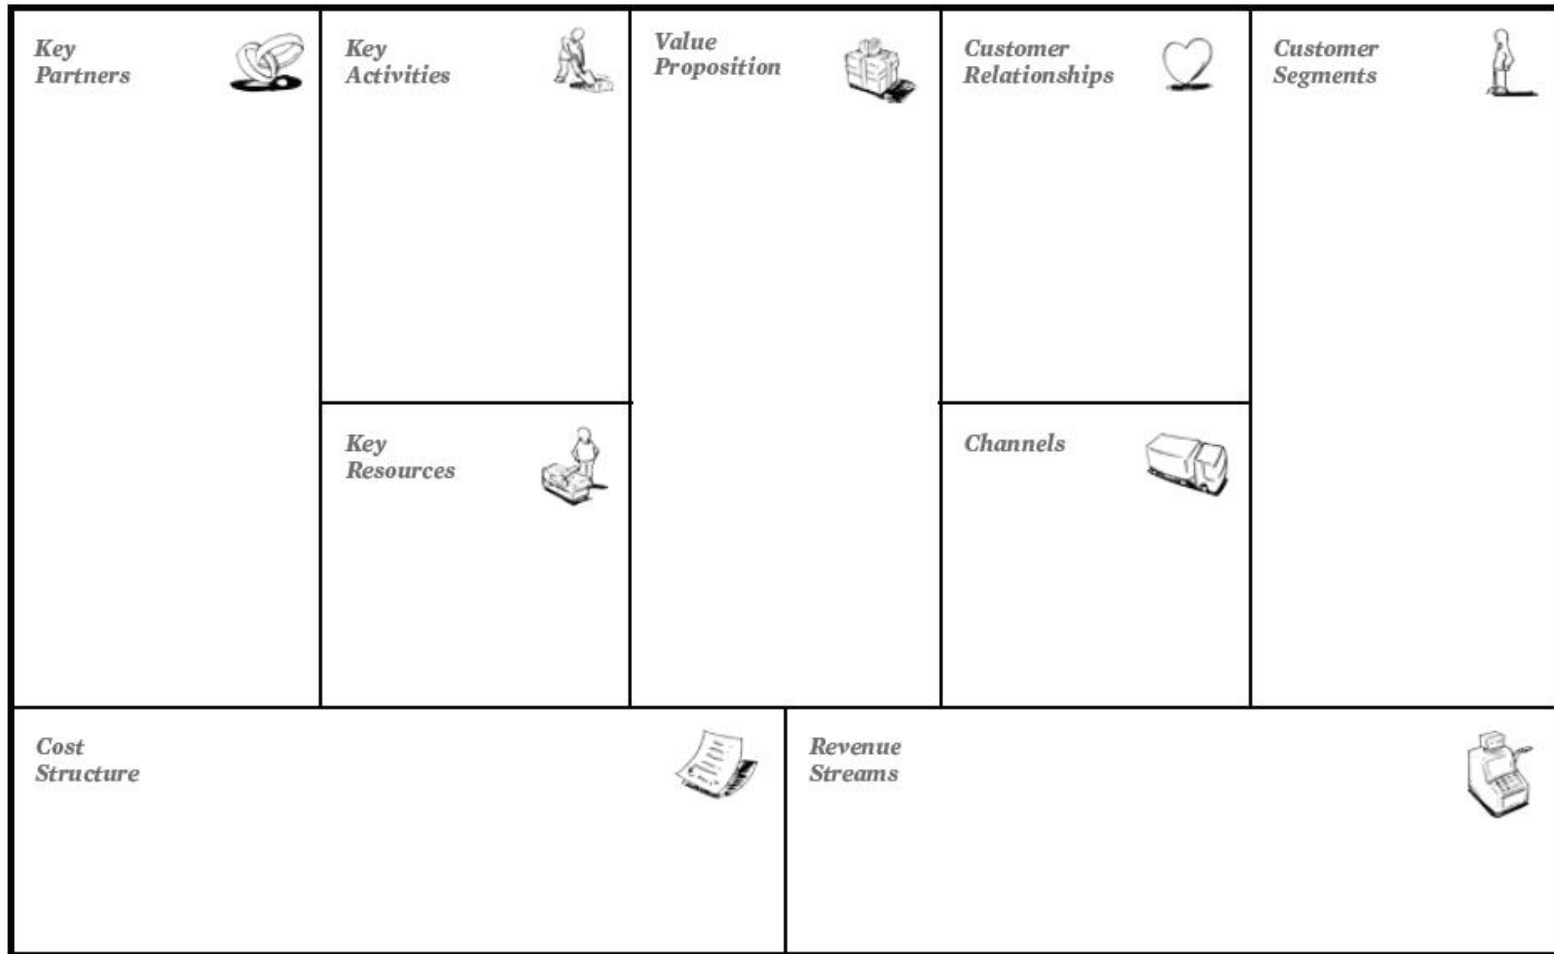 Key
Partners
Key
Activities
Value
Proposition
Customer
Relationships
Customer
Segments
Key
Resources
Channels
Cost
Structure
Revenue
Streams